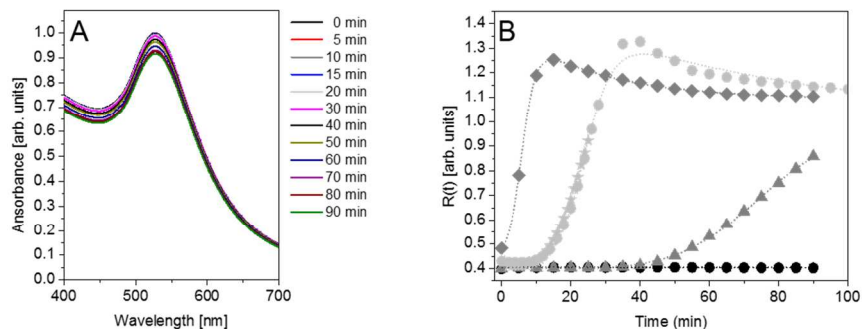 A
Ansorbance [arb. units]
1.0
0.9
0.8
0.7
0.6
0.5
0.4
0.3
0.2
0.1
0.0
400
450
500
550
600
650
700
Wavelength [nm]
0 min
5 min
10 min
15 min
20 min
30 min
40 min
50 min
60 min
70 min
80 min
90 min
B
R(t) [arb. units]
1.4
1.3
1.2
1.1
1.0
0.9
0.8
0.7
0.6
0.5
0.4
0
20
40
60
80
100
Time (min)